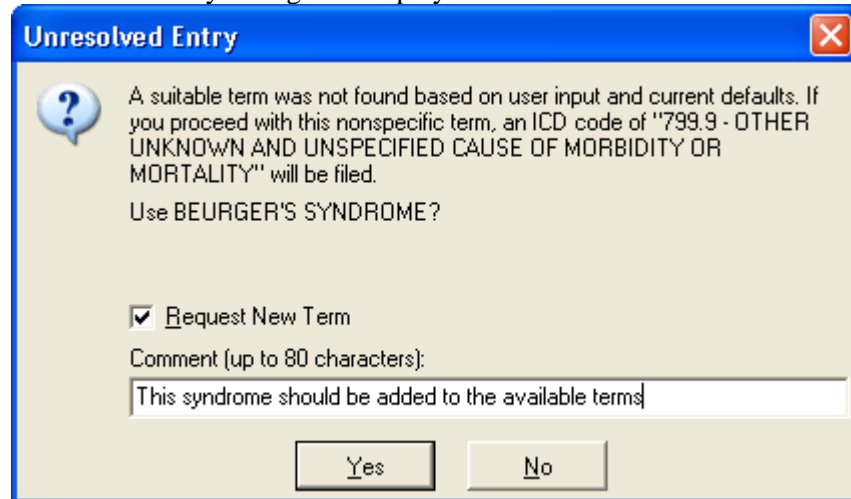 Unresolved Entry
A suitable term was not found based on user input and current defaults. If
you proceed with this nonspecific term, an ICD code of "799.9 - OTHER
UNKNOWN AND UNSPECIFIED CAUSE OF MORBIDITY OR
MORTALITY" will be filed.
Use BEURGER'S SYNDROME?
Request New Term
Comment (up to 80 characters):
This syndrome should be added to the available terms
Yes No